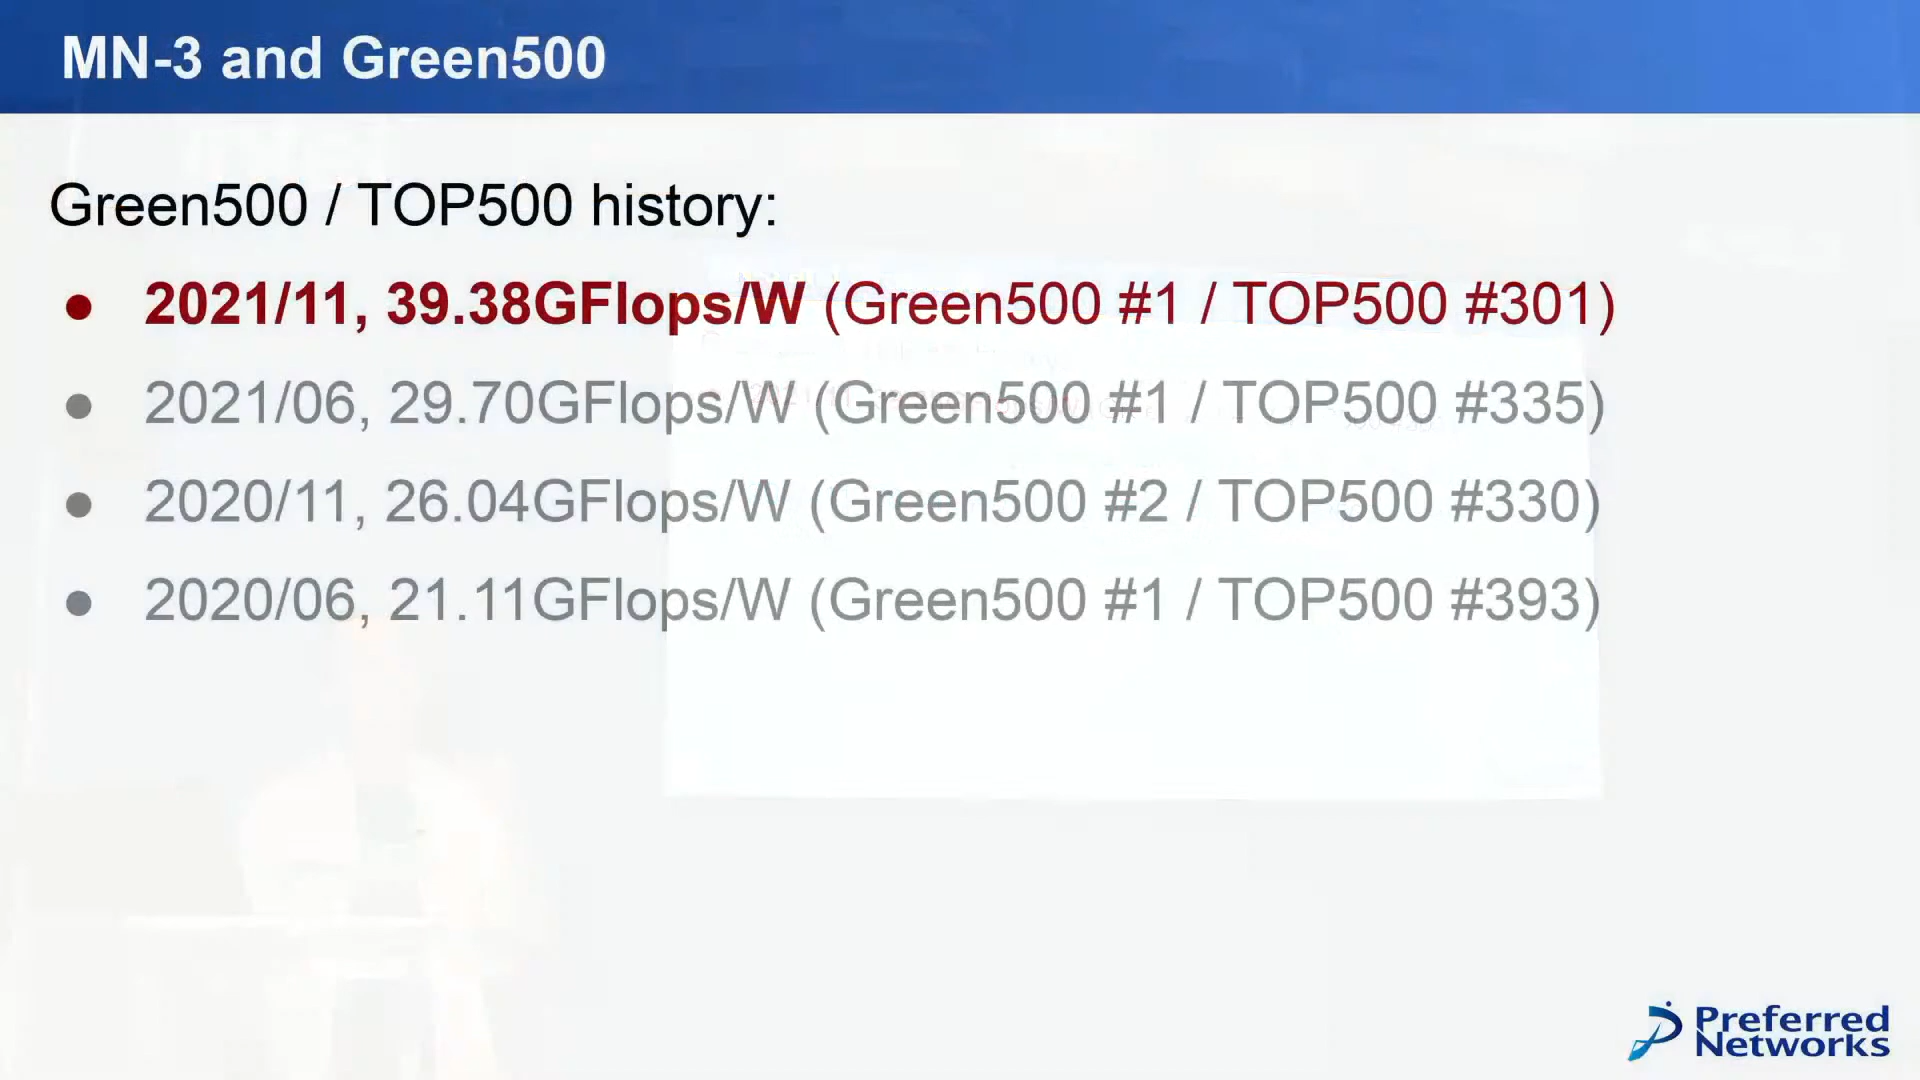 MN-3 and Green500
Green500 / TOP500 history:
● 2021/11, 39.38GFlops/W (Green500 #1 / TOP500 #301)
● 2021/06, 29.70GFlops/W (Green500 #1 / TOP500 #335)
● 2020/11, 26.04GFlops/W (Green500 #2 / TOP500 #330)
● 2020/06, 21.11GFlops/W (Green500 #1 / TOP500 #393)
Preferred
Networks